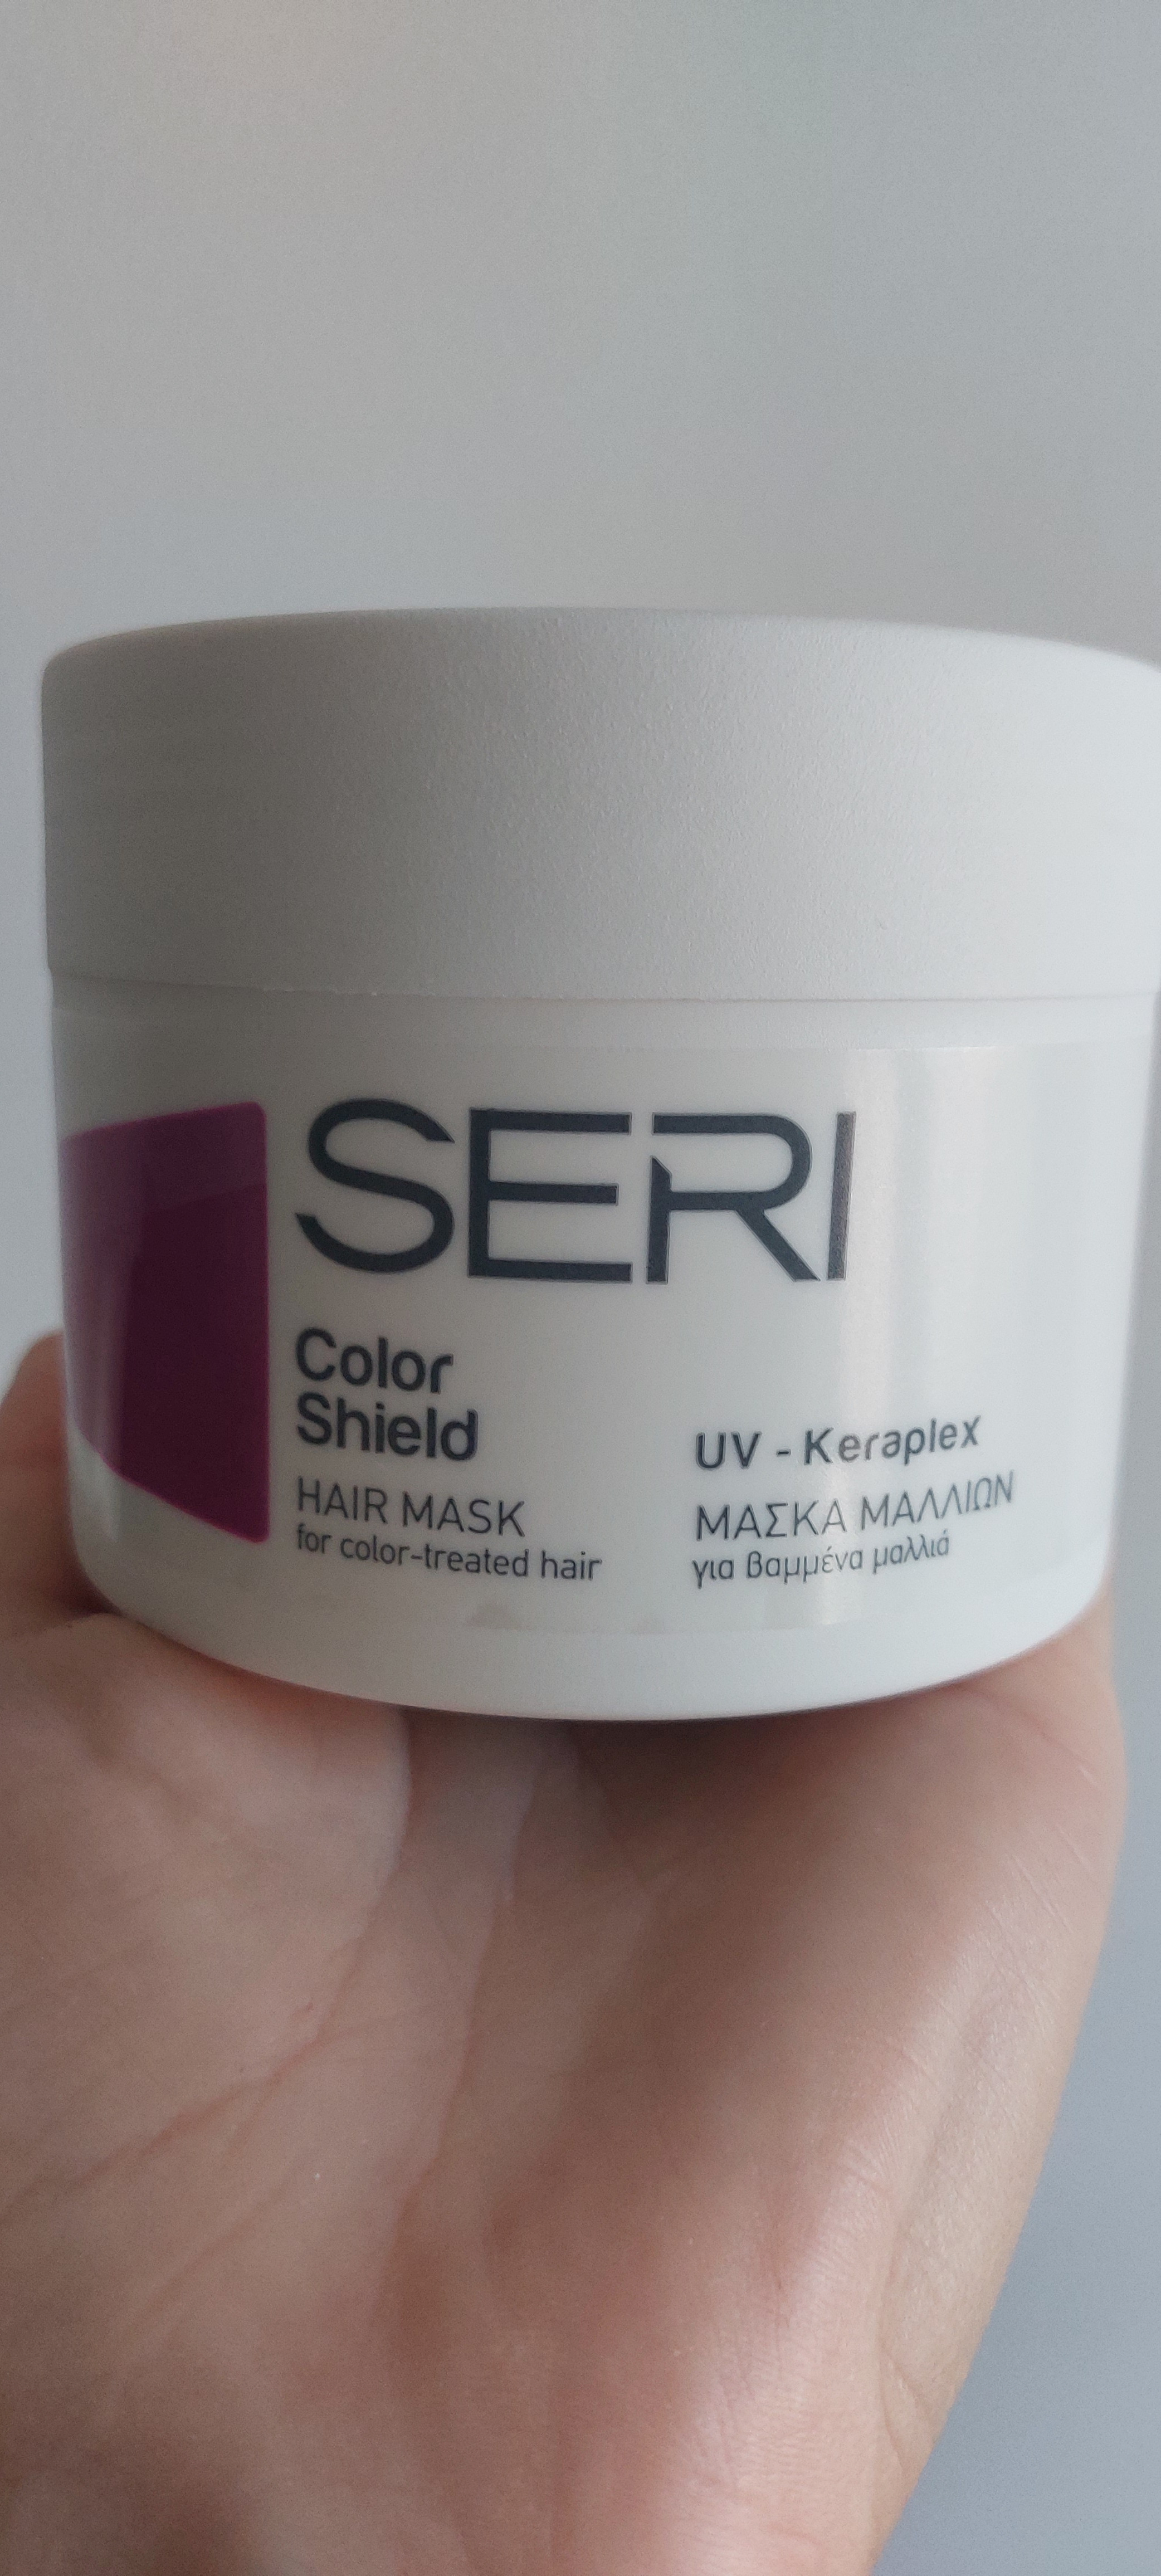 SERI
Color
Shield
HAIR MASK
for color-treated hair
UV - Keraplex
ΜΑΣΚΑ ΜΑΛΛΙΩΝ
για βαμμένα μαλλιά